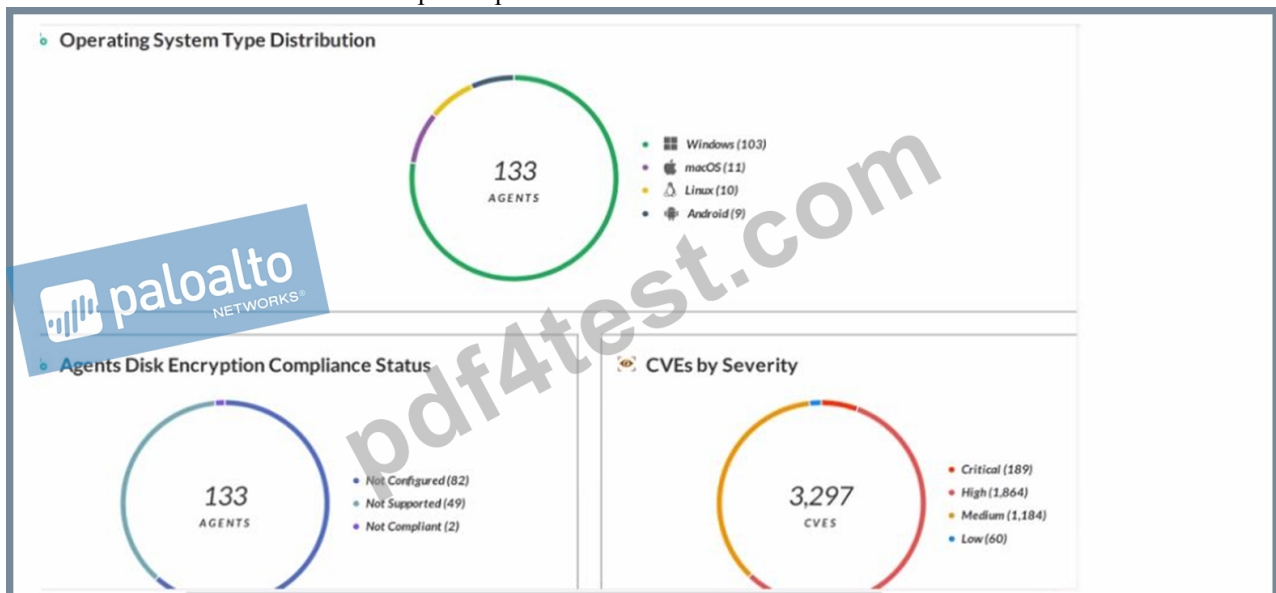 Operating System Type Distribution
133
AGENTS
Windows (103)
macOS (11)
Linux (10)
Android (9)
paloalto
NETWORKS®
pdf4test.com
Agents Disk Encryption Compliance Status
133
AGENTS
Not Configured (82)
Not Supported (49)
Not Compliant (2)
CVEs by Severity
3,297
CVES
Critical (189)
High (1,864)
Medium (1,184)
Low (60)